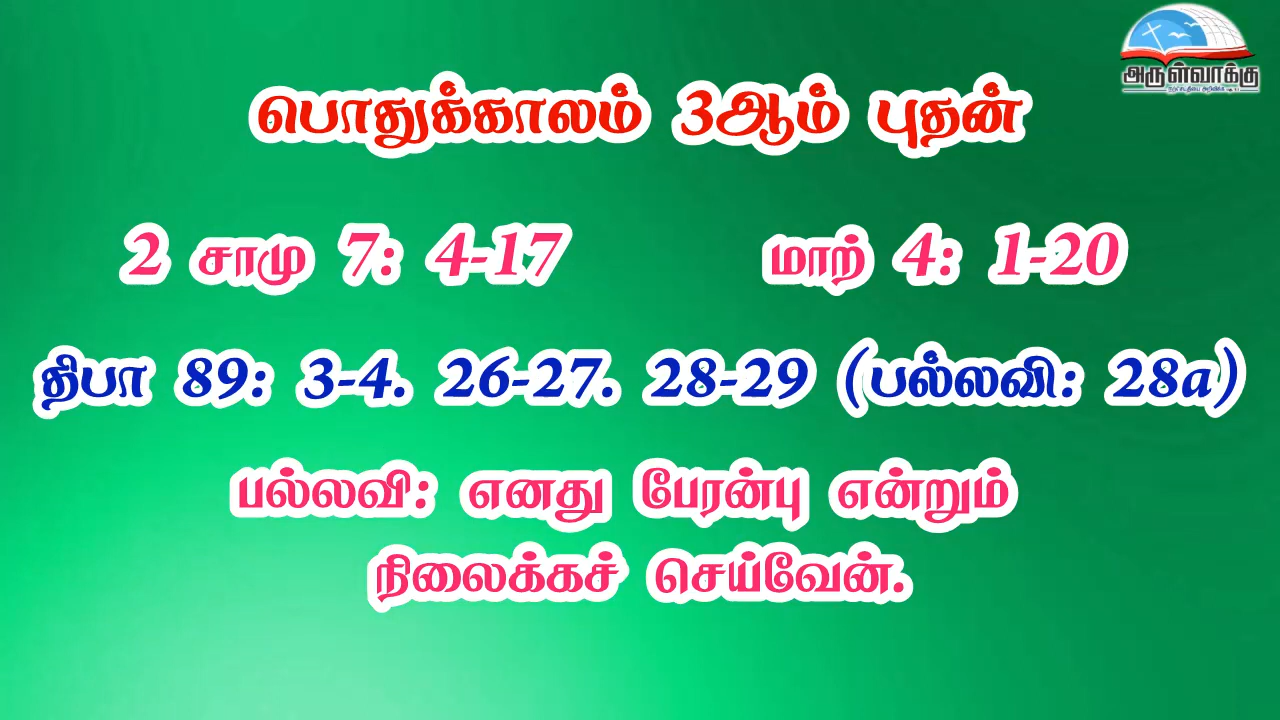 அருள்வாக்கு
பொதுக்காலம் 3ஆம் புதன்
2 சாமு 7: 4-17 மாற் 4: 1-20
திபா 89: 3-4. 26-27. 28-29 (பல்லவி: 28a)
பல்லவி: எனது பேரன்பு என்றும்
நிலைக்கச் செய்வேன்.